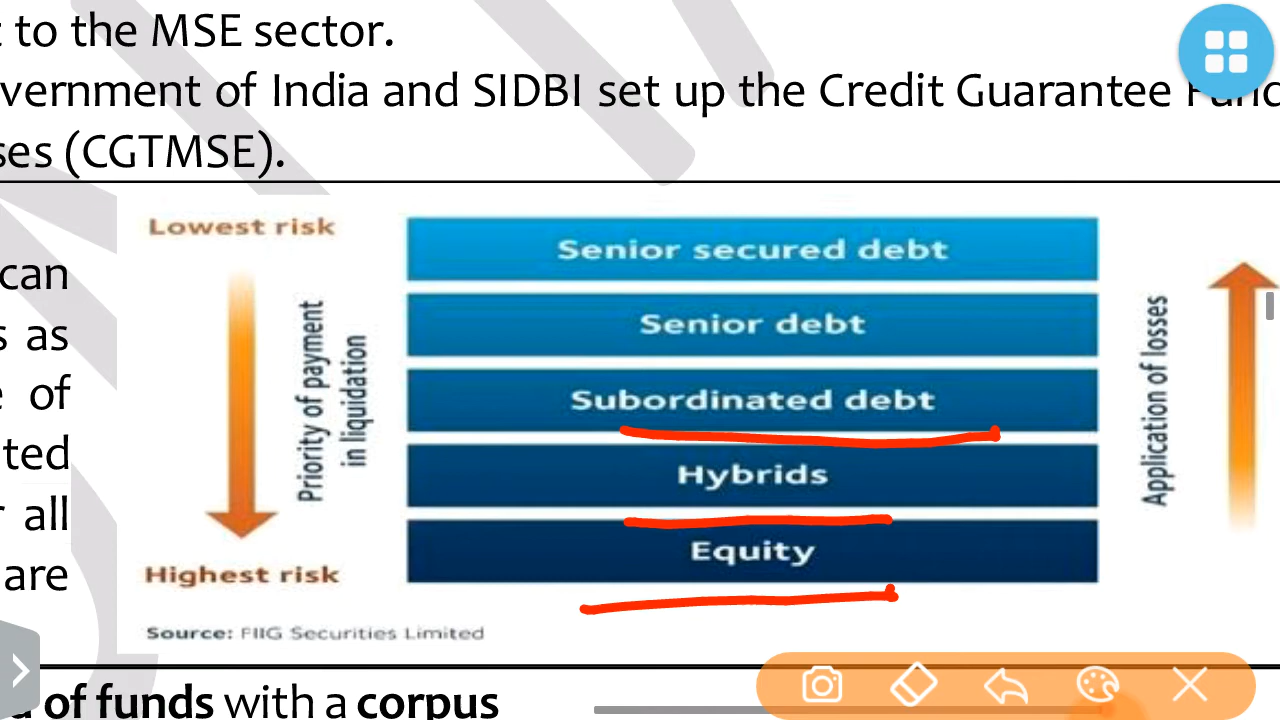 to the MSE sector.
vernment of India and SIDBI set up the Credit Guarantee Fund
ses (CGTMSE).
Lowest risk
Senior secured debt
can
Senior debt
s as
Priority of payment
in liquidation
Application of losses
of
Subordinated debt
ted
Hybrids
all
Equity
are
Highest risk
Source: FIIG Securities Limited
of funds with a corpus